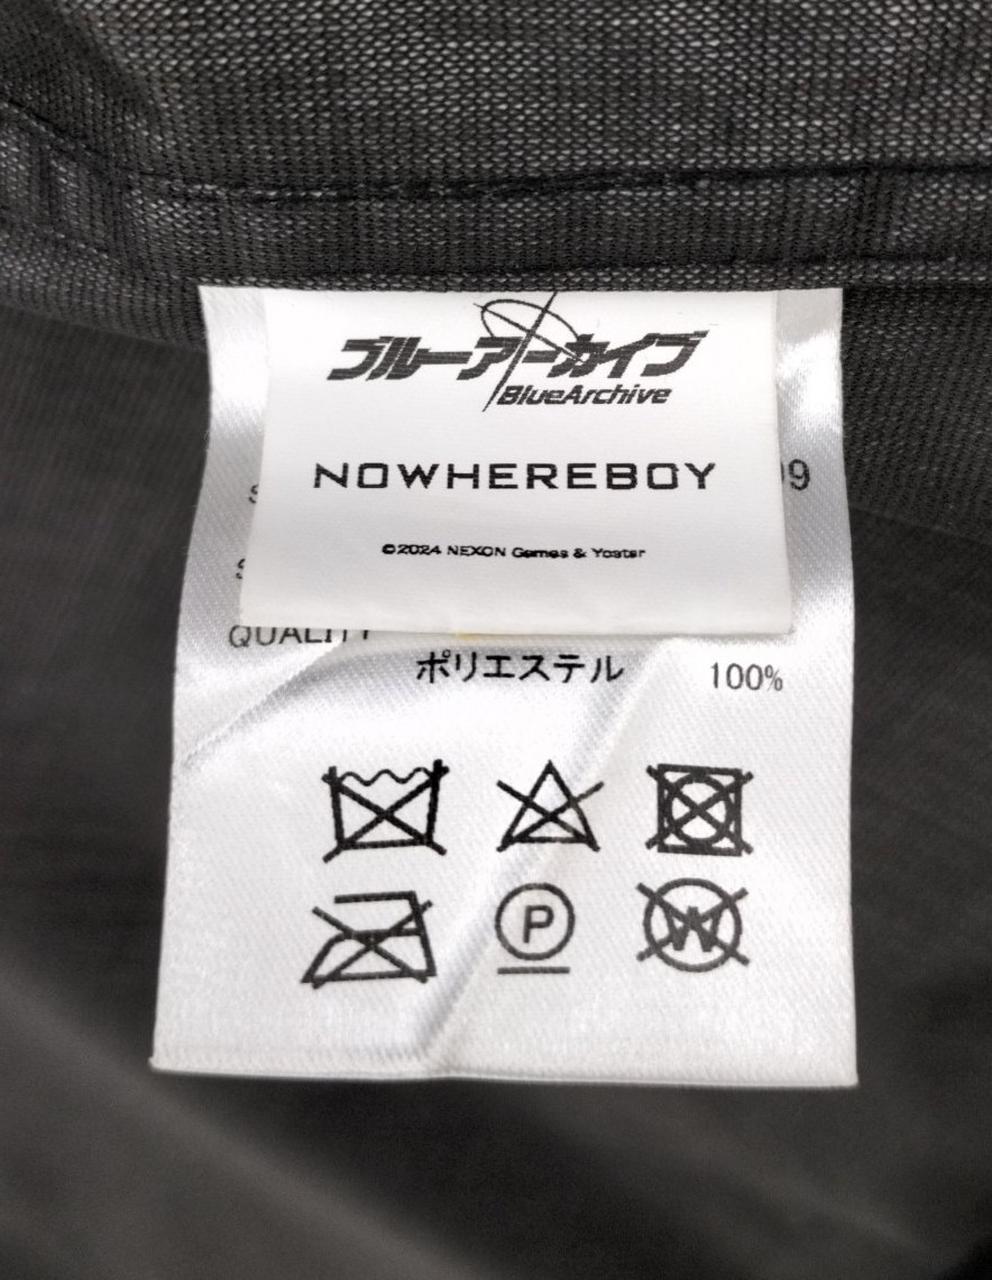 ブルーアーカイブ
BlueArchive
NOWHEREBOY
©2024 NEXON Games & Yostar
QUALITY
ポリエステル 100%
P
W